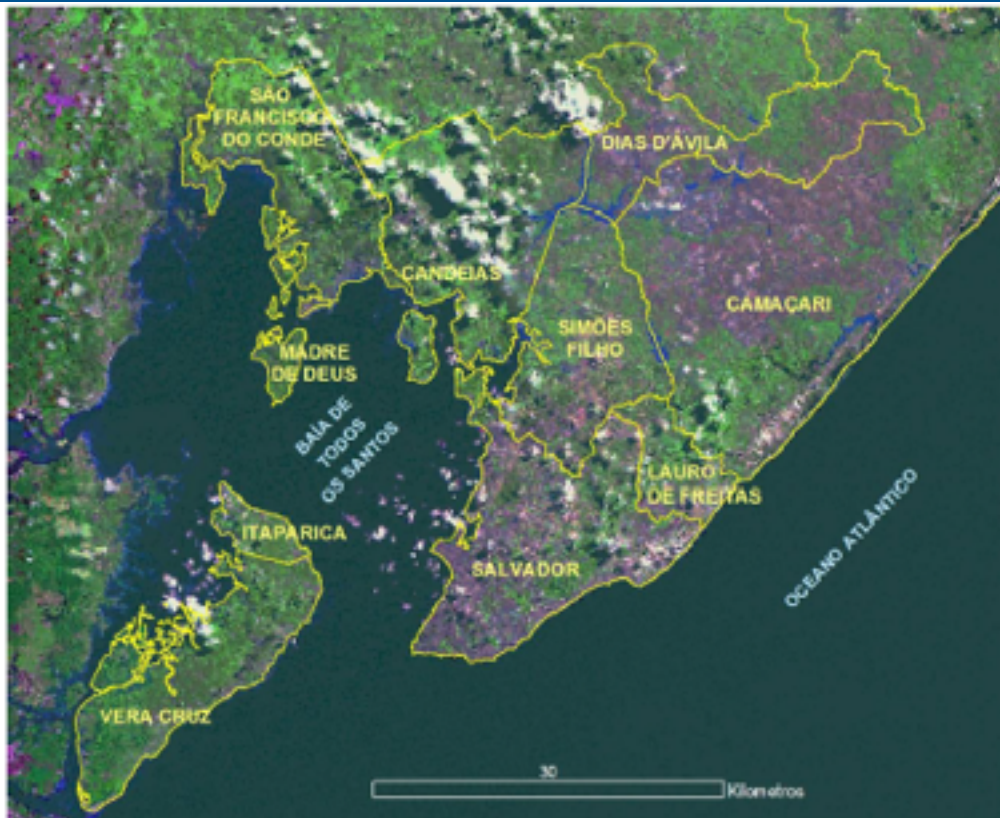 SÃO
FRANCISCO
DO CONDE
DIAS D'ÁVILA
CANDEIAS
CAMAÇARI
SIMÕES
FILHO
MADRE
DE DEUS
BAÍA DE
TODOS
OS SANTOS
LAURO
DE FREITAS
ITAPARICA
SALVADOR
OCEANO ATLÂNTICO
VERA CRUZ
30
Kilometros